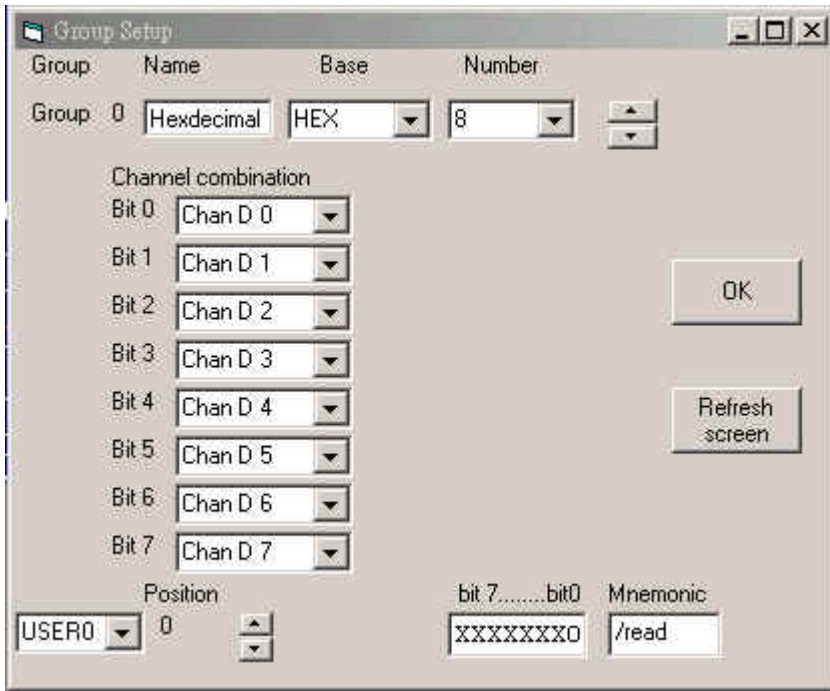 Group Setup
Group Name Base Number
Group 0 Hexdecimal HEX 8
Channel combination
Bit 0 Chan D 0
Bit 1 Chan D 1
Bit 2 Chan D 2
Bit 3 Chan D 3
Bit 4 Chan D 4
Bit 5 Chan D 5
Bit 6 Chan D 6
Bit 7 Chan D 7
OK
Refresh
screen
Position bit 7........bit0 Mnemonic
USER0 0 XXXXXXX0 /read